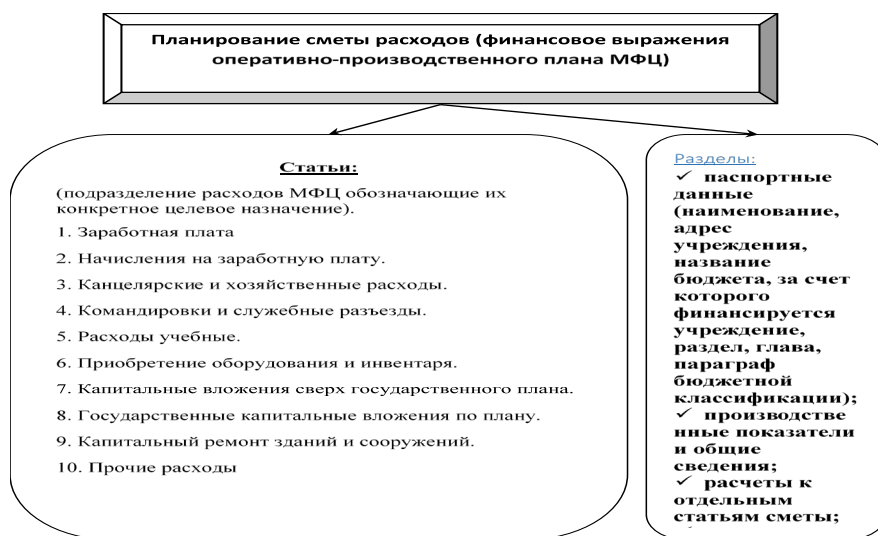 Планирование сметы расходов (финансовое выражения
оперативно-производственного плана МФЦ)
Статьи:
(подразделение расходов МФЦ обозначающие их
конкретное целевое назначение).
1. Заработная плата
2. Начисления на заработную плату.
3. Канцелярские и хозяйственные расходы.
4. Командировки и служебные разъезды.
5. Расходы учебные.
6. Приобретение оборудования и инвентаря.
7. Капитальные вложения сверх государственного плана.
8. Государственные капитальные вложения по плану.
9. Капитальный ремонт зданий и сооружений.
10. Прочие расходы
Разделы:
✓ паспортные
данные
(наименование,
адрес
учреждения,
название
бюджета, за счет
которого
финансируется
учреждение,
раздел, глава,
параграф
бюджетной
классификации);
✓ производстве
нные показатели
и общие
сведения;
✓ расчеты к
отдельным
статьям сметы;